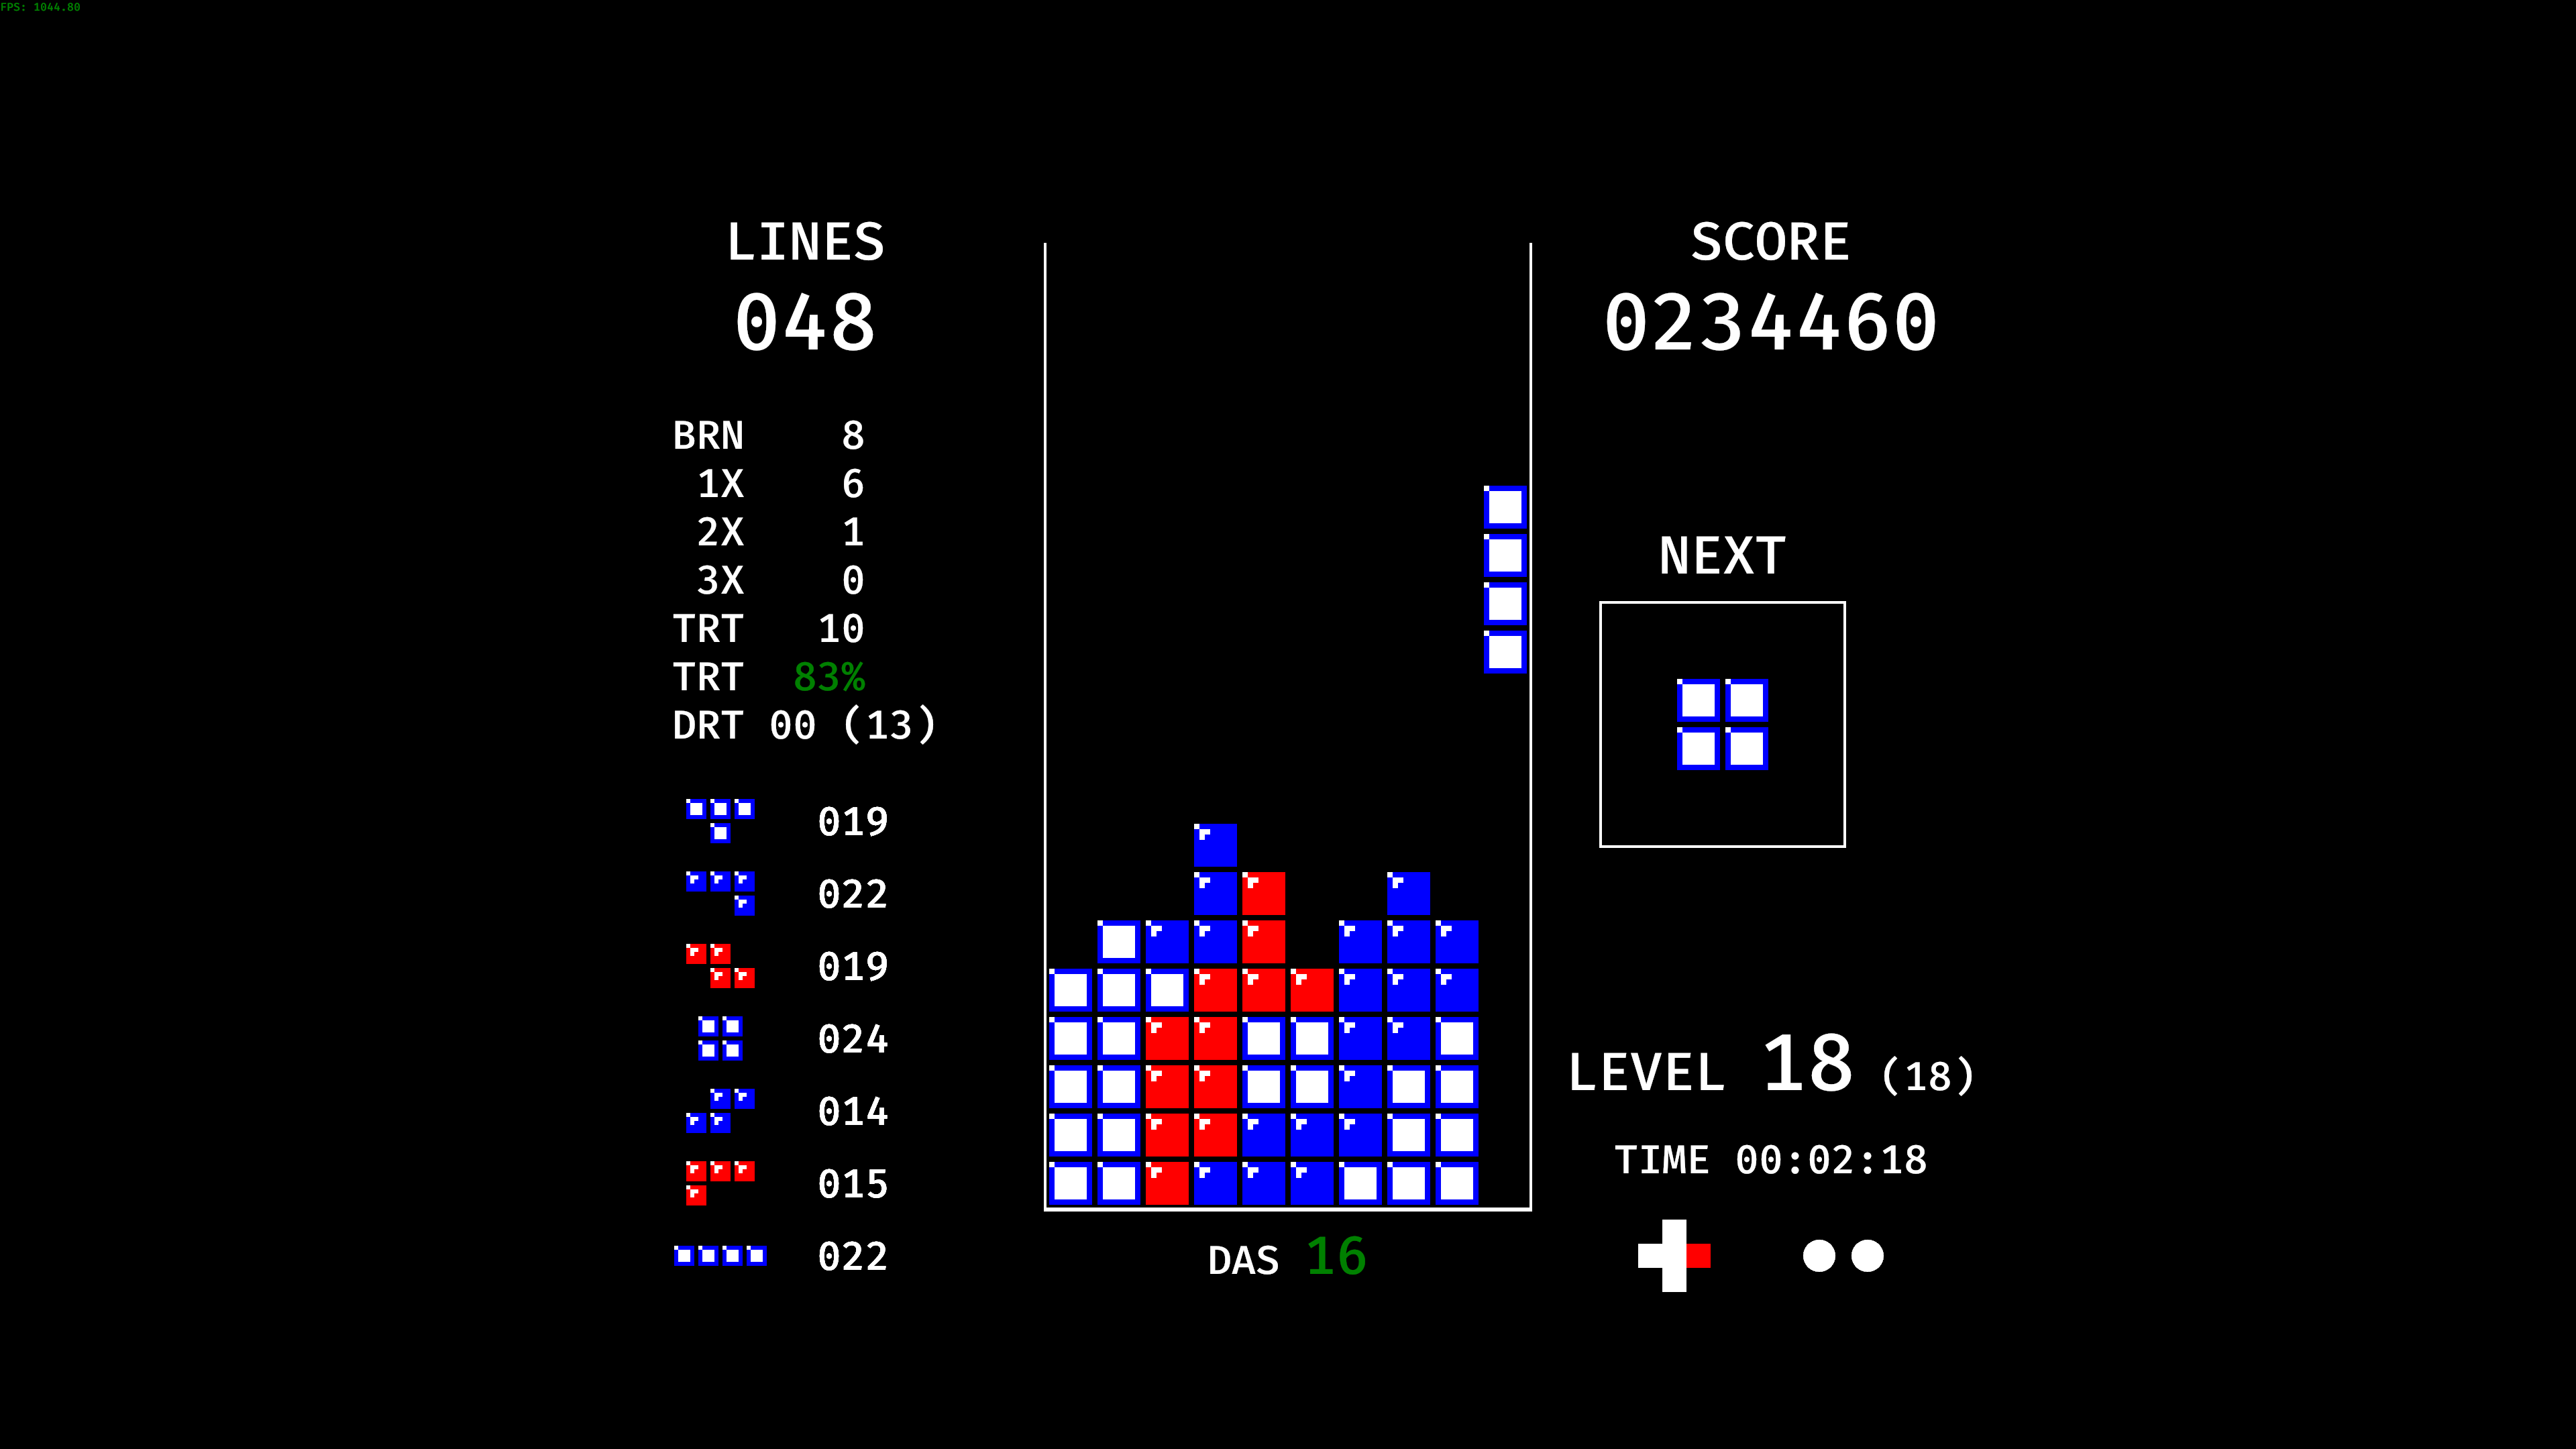 FPS: 1044.80
LINES
048
BRN 8
1X 6
2X 1
3X 0
TRT 10
TRT 83%
DRT 00 (13)
019
022
019
024
014
015
022
DAS 16
SCORE
0234460
NEXT
LEVEL 18 (18)
TIME 00:02:18